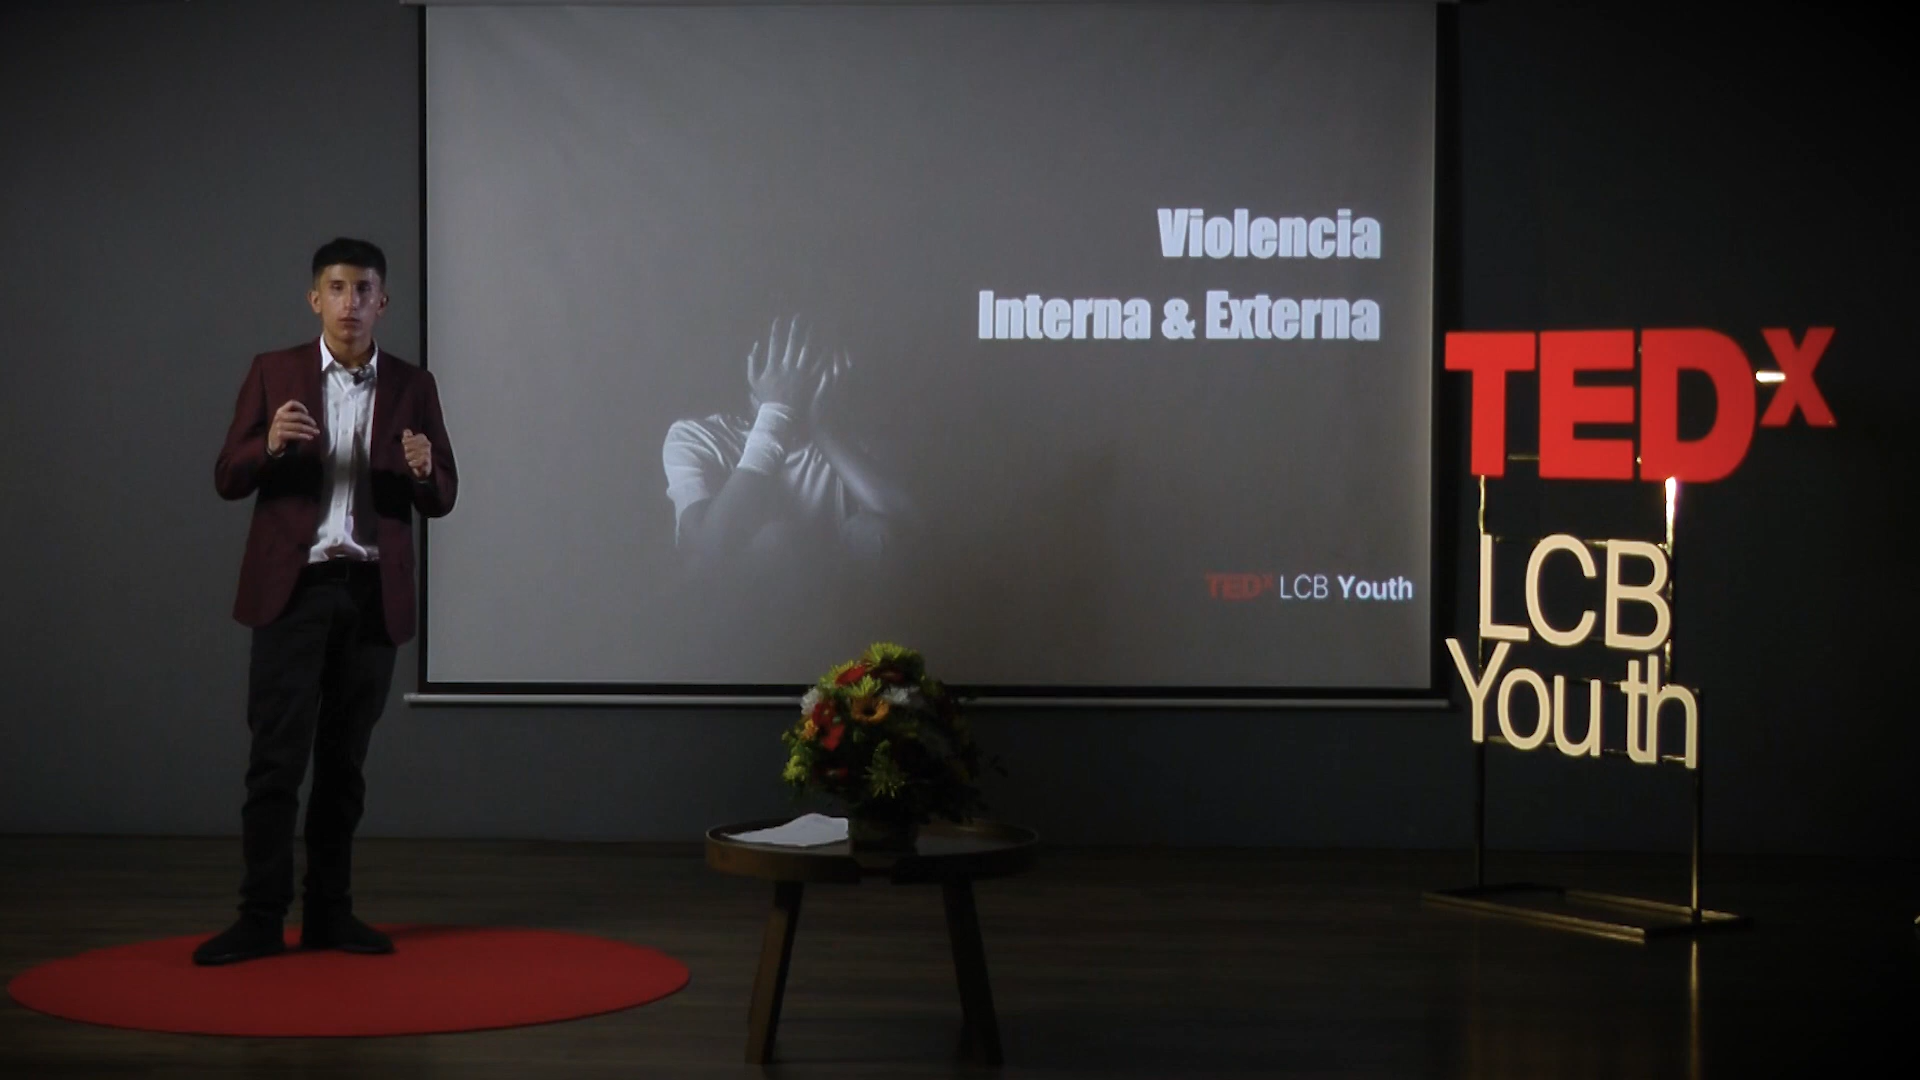 Violencia
Interna & Externa
TEDx LCB Youth
TEDx
LCB
Youth